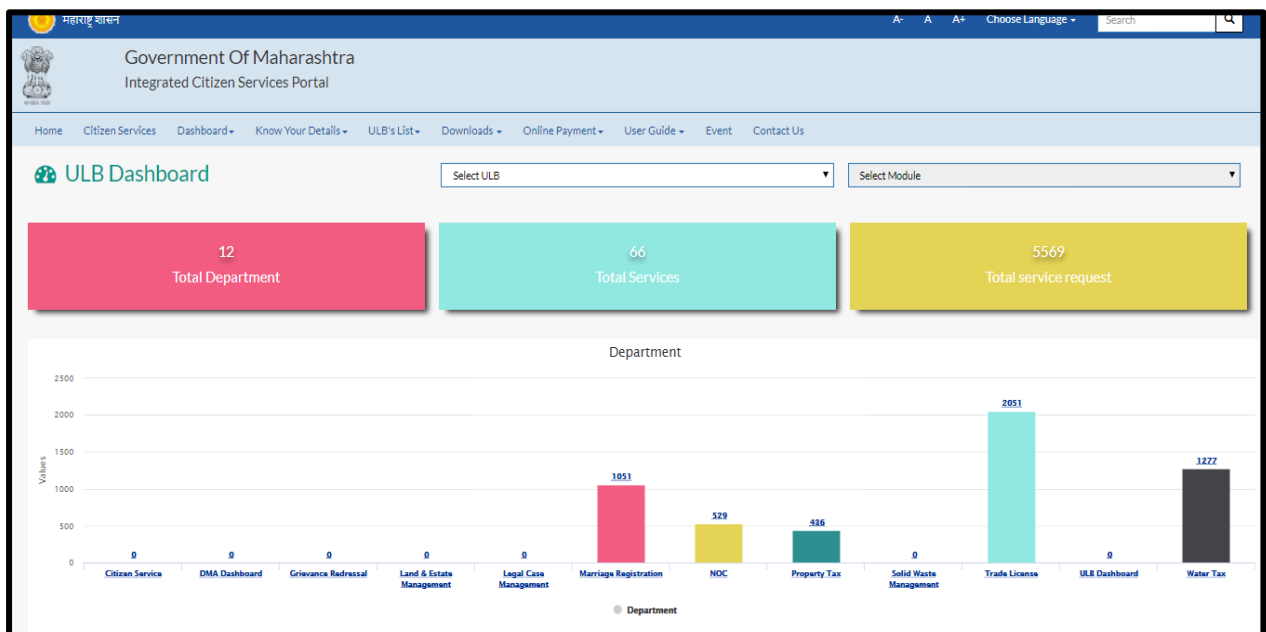 महाराष्ट्र शासन
A- A A+ Choose Language Search
Government Of Maharashtra
Integrated Citizen Services Portal
Home Citizen Services Dashboard Know Your Details ULB's List Downloads Online Payment User Guide Event Contact Us
ULB Dashboard Select ULB Select Module
12 66 5569
Total Department Total Services Total service request
Department
2500
2000
1500
1000
500
0
Values
0 0 0 0 0 1051 529 0 2051 0 1277
Citizen Service DMA Dashboard Grievance Redressal Land & Estate Legal Case Marriage Registration NOC Property Tax Solid Waste Trade License ULB Dashboard Water Tax
Management Management Management
Department